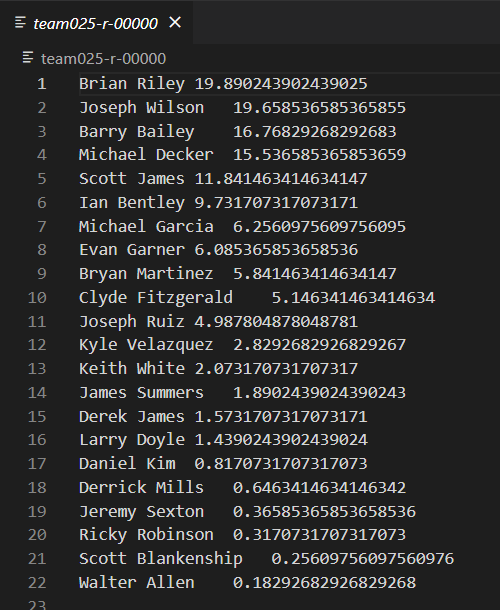 team025-r-00000
team025-r-00000
1 Brian Riley 19.890243902439025
2 Joseph Wilson 19.658536585365855
3 Barry Bailey 16.76829268292683
4 Michael Decker 15.536585365853659
5 Scott James 11.841463414634147
6 Ian Bentley 9.731707317073171
7 Michael Garcia 6.2560975609756095
8 Evan Garner 6.085365853658536
9 Bryan Martinez 5.841463414634147
10 Clyde Fitzgerald 5.146341463414634
11 Joseph Ruiz 4.987804878048781
12 Kyle Velazquez 2.8292682926829267
13 Keith White 2.073170731707317
14 James Summers 1.8902439024390243
15 Derek James 1.5731707317073171
16 Larry Doyle 1.4390243902439024
17 Daniel Kim 0.8170731707317073
18 Derrick Mills 0.6463414634146342
19 Jeremy Sexton 0.36585365853658536
20 Ricky Robinson 0.3170731707317073
21 Scott Blankenship 0.25609756097560976
22 Walter Allen 0.18292682926829268
23